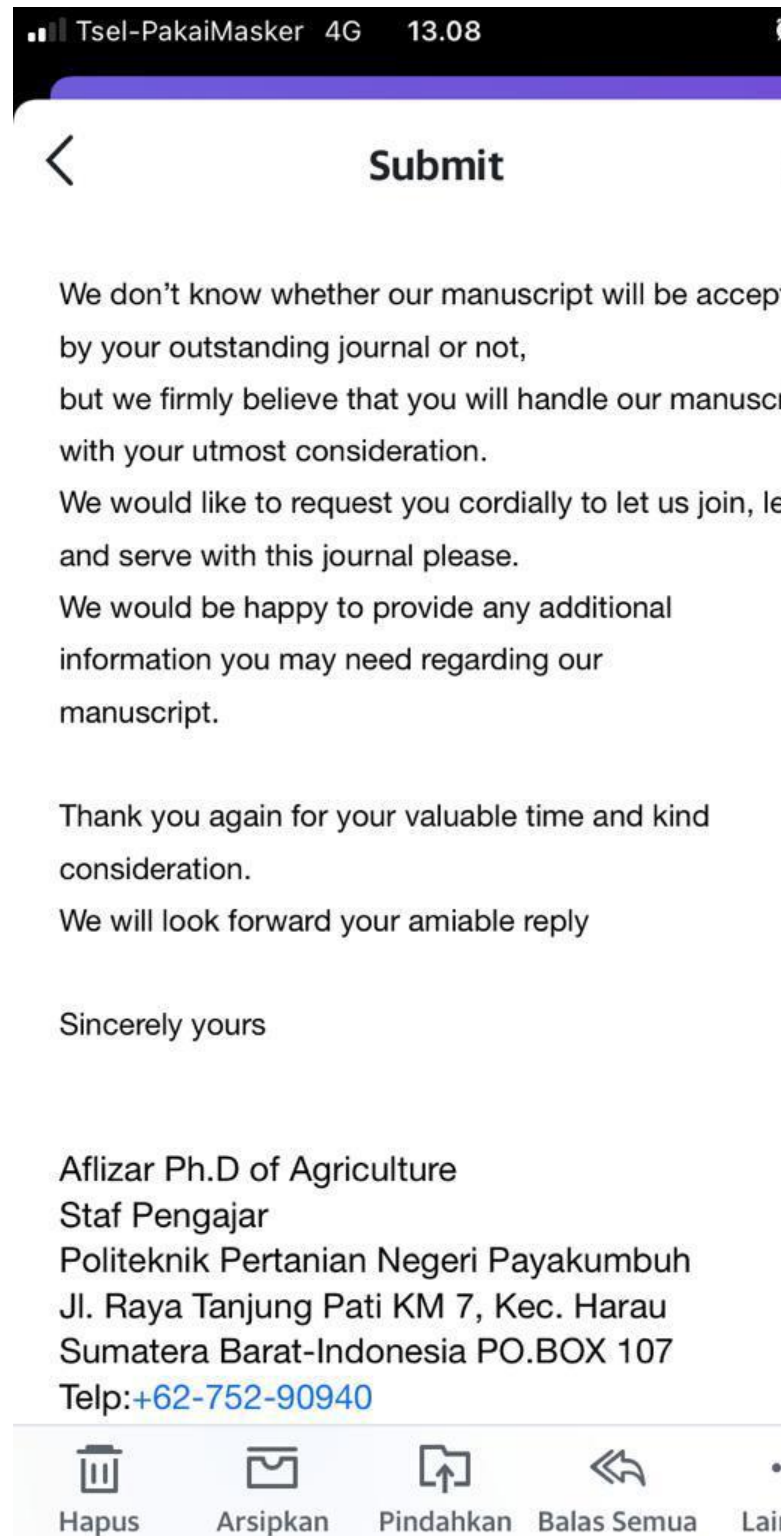 Tsel-PakaiMasker 4G 13.08
Submit
We don't know whether our manuscript will be
by your outstanding journal or not,
but we firmly believe that you will handle our
with your utmost consideration.
We would like to request you cordially to let us join,
and serve with this journal please.
We would be happy to provide any additional
information you may need regarding our
manuscript.
Thank you again for your valuable time and kind
consideration.
We will look forward your amiable reply
Sincerely yours
Aflizar Ph.D of Agriculture
Staf Pengajar
Politeknik Pertanian Negeri Payakumbuh
Jl. Raya Tanjung Pati KM 7, Kec. Harau
Sumatera Barat-Indonesia PO.BOX 107
Telp:+62-752-90940
Hapus Arsipkan Pindahkan Balas Semua